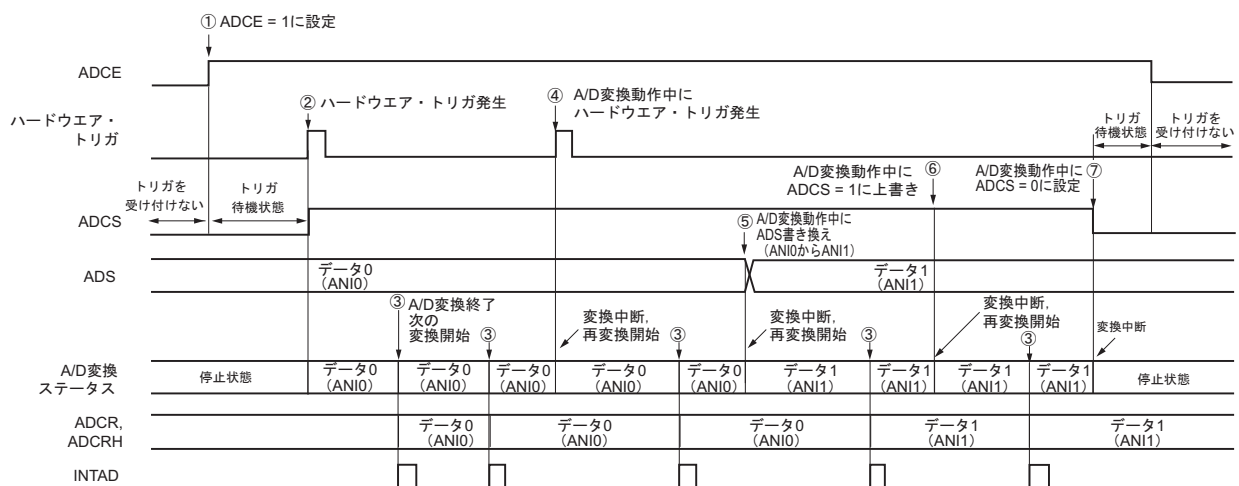 ① ADCE = 1に設定
ADCE
② ハードウエア・トリガ発生
④ A/D変換動作中に
ハードウエア・トリガ発生
ハードウエア・
トリガ
トリガ
待機状態
トリガを
受け付けない
トリガを
受け付けない
トリガ
待機状態
A/D変換動作中に ⑥
ADCS = 1に上書き
A/D変換動作中に ⑦
ADCS = 0に設定
ADCS
⑤ A/D変換動作中に
ADS書き換え
(ANI0からANI1)
ADS
データ0
(ANI0)
データ1
(ANI1)
③ A/D変換終了
次の
変換開始
③
変換中断,
再変換開始
③
変換中断,
再変換開始
③
変換中断,
再変換開始
③
変換中断
A/D変換
ステータス
停止状態
データ0
(ANI0)
データ0
(ANI0)
データ0
(ANI0)
データ0
(ANI0)
データ0
(ANI0)
データ1
(ANI1)
データ1
(ANI1)
データ1
(ANI1)
データ1
(ANI1)
停止状態
ADCR,
ADCRH
データ0
(ANI0)
データ0
(ANI0)
データ0
(ANI0)
データ1
(ANI1)
データ1
(ANI1)
INTAD